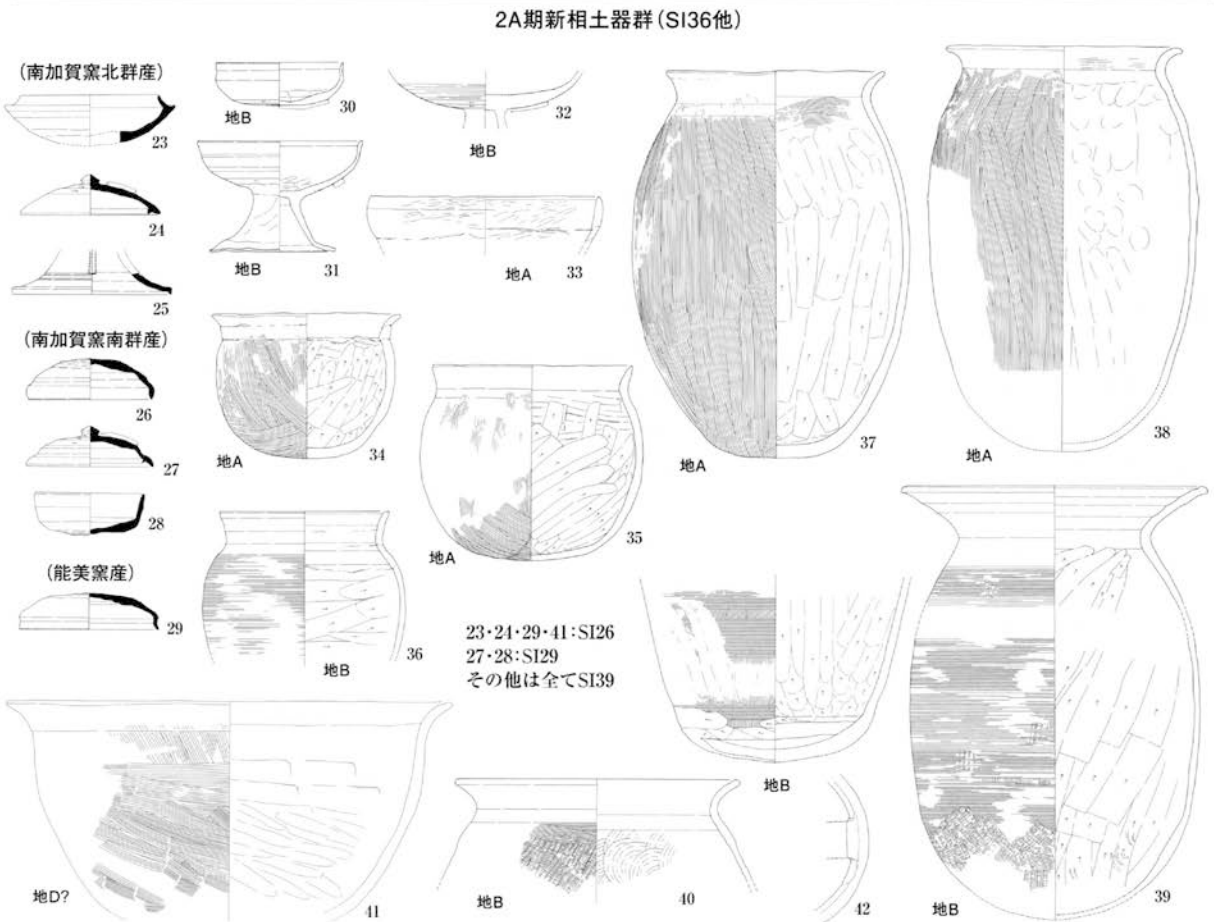 2A期新相土器群(SI36他)
(南加賀窯北群産)
23
24
25
(南加賀窯南群産)
26
27
28
(能美窯産)
29
地B
30
地B
31
地B
32
地A
33
地A
34
地A
35
地B
36
地A
37
地A
38
23・24・29・41:SI26
27・28:SI29
その他は全てSI39
地B
地B
39
地B
40
地D?
41
42